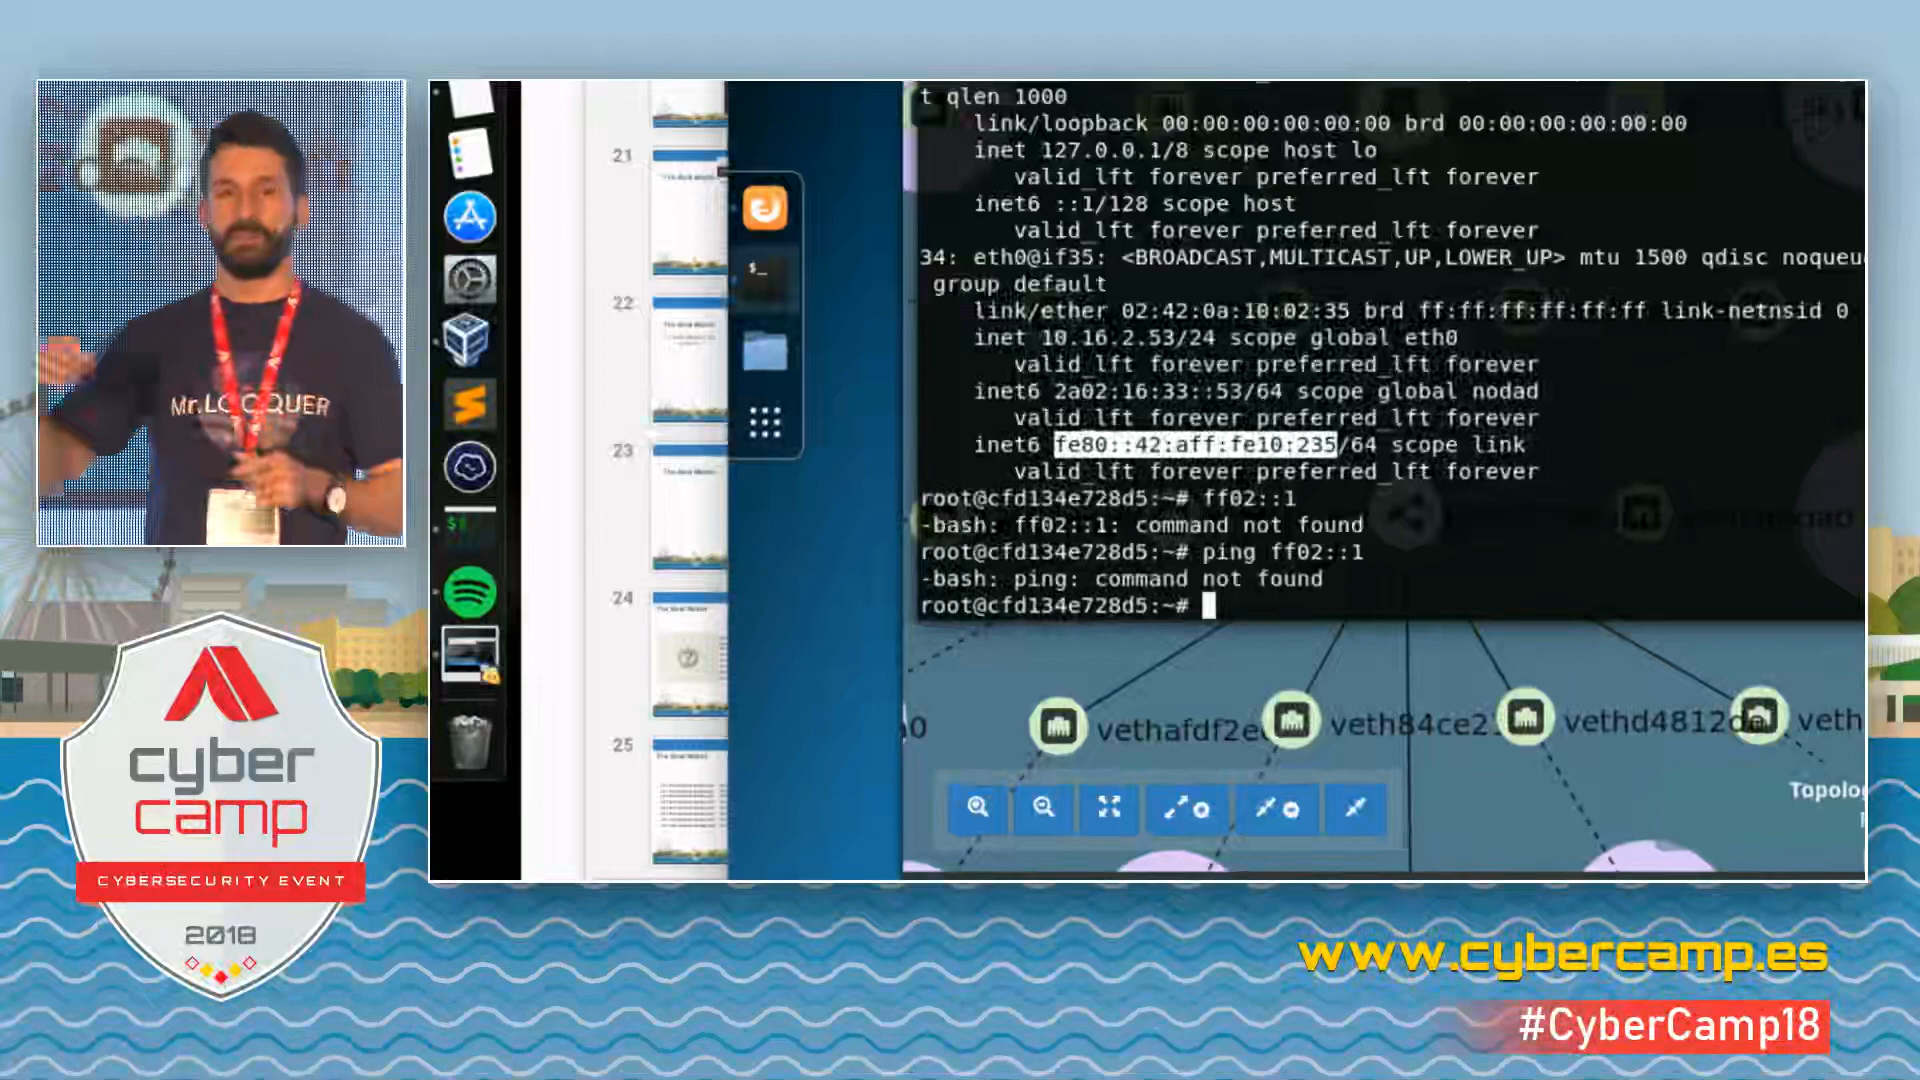 Mr.LOOQUER
cyber
camp
CYBERSECURITY EVENT
2018
21
22
23
24
25
$_
t qlen 1000
link/loopback 00:00:00:00:00:00 brd 00:00:00:00:00:00
inet 127.0.0.1/8 scope host lo
valid_lft forever preferred_lft forever
inet6 ::1/128 scope host
valid_lft forever preferred_lft forever
34: eth0@if35: <BROADCAST,MULTICAST,UP,LOWER_UP> mtu 1500 qdisc noqueu
group default
link/ether 02:42:0a:10:02:35 brd ff:ff:ff:ff:ff:ff link-netnsid 0
inet 10.16.2.53/24 scope global eth0
valid_lft forever preferred_lft forever
inet6 2a02:16:33::53/64 scope global nodad
valid_lft forever preferred_lft forever
inet6 fe80::42:aff:fe10:235/64 scope link
valid_lft forever preferred_lft forever
root@cfd134e728d5:~# ff02::1
-bash: ff02::1: command not found
root@cfd134e728d5:~# ping ff02::1
-bash: ping: command not found
root@cfd134e728d5:~#
vethafdf2e
veth84ce2
vethd4812de
veth
Topolo
www.cybercamp.es
#CyberCamp18